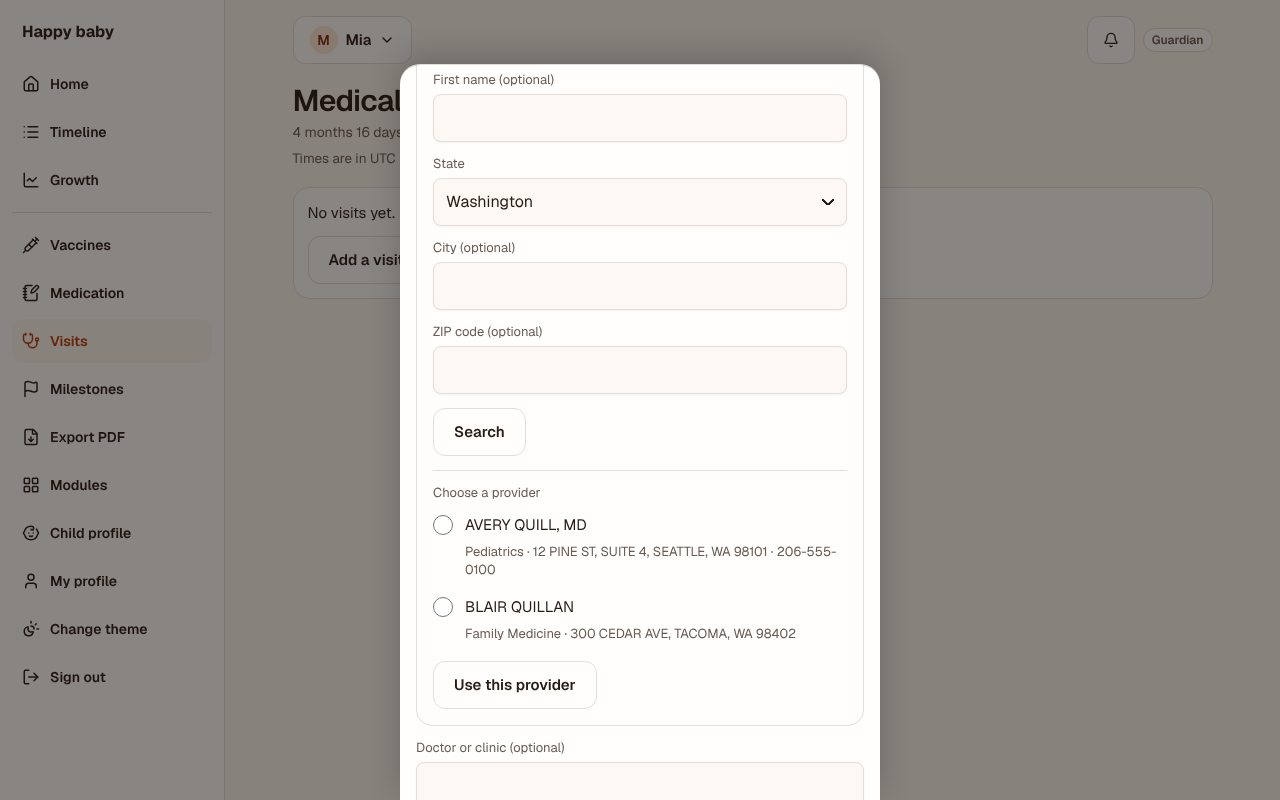 Happy baby
Home
Timeline
Growth
Vaccines
Medication
Visits
Milestones
Export PDF
Modules
Child profile
My profile
Change theme
Sign out
M Mia
Guardian
Medical
4 months 16 days
Times are in UTC
No visits yet.
Add a visit
First name (optional)
State
Washington
City (optional)
ZIP code (optional)
Search
Choose a provider
AVERY QUILL, MD
Pediatrics · 12 PINE ST, SUITE 4, SEATTLE, WA 98101 · 206-555-
0100
BLAIR QUILLAN
Family Medicine · 300 CEDAR AVE, TACOMA, WA 98402
Use this provider
Doctor or clinic (optional)